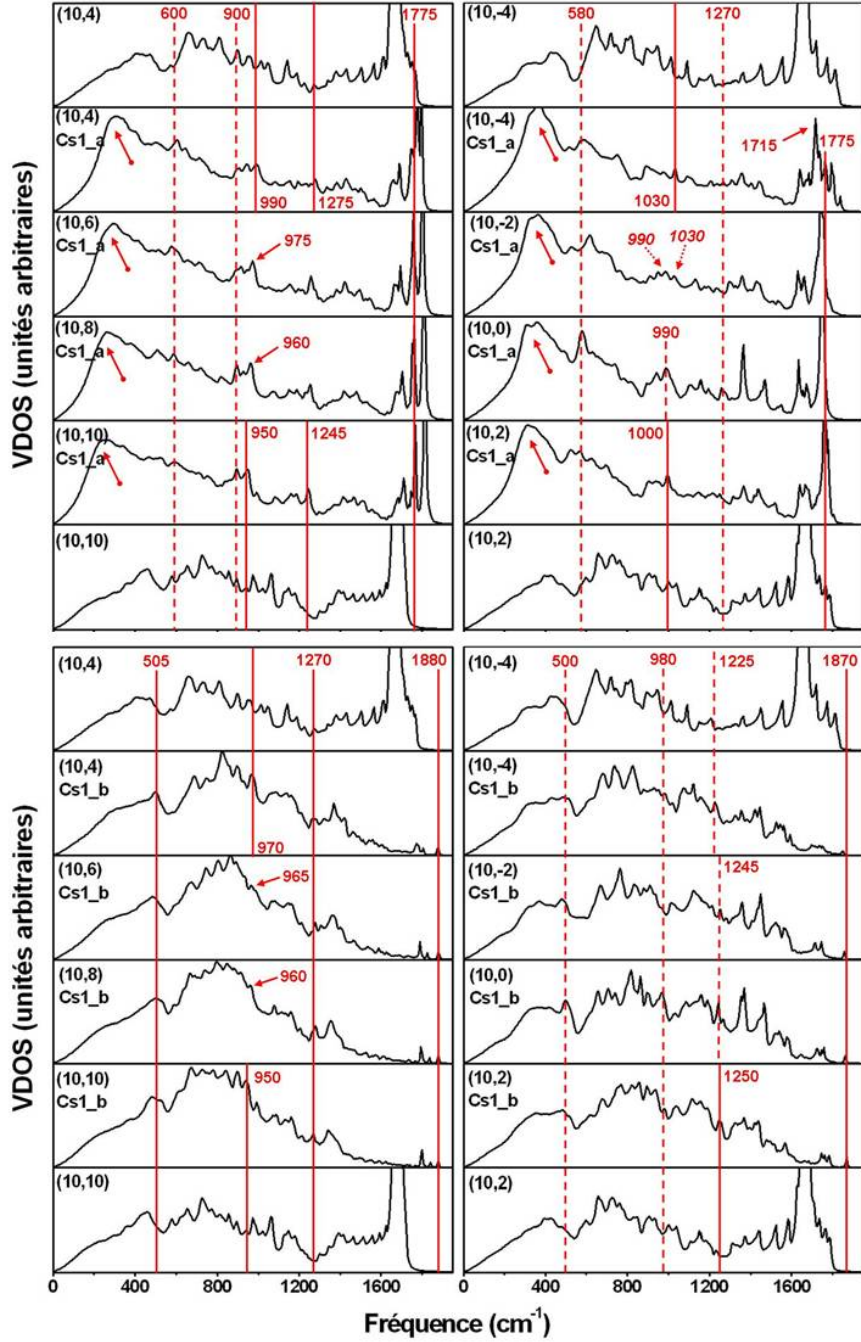 600 900 1775
(10,4)
(10,4)
Cs1_a
990 1275
(10,6)
Cs1_a
975
(10,8)
Cs1_a
960
(10,10)
Cs1_a
950 1245
(10,10)
580 1270
(10,-4)
(10,-4)
Cs1_a
1715 1775
1030
(10,-2)
Cs1_a
990 1030
(10,0)
Cs1_a
990
(10,2)
Cs1_a
1000
(10,2)
VDOS (unités arbitraires)
505 1270 1880
(10,4)
(10,4)
Cs1_b
970
(10,6)
Cs1_b
965
(10,8)
Cs1_b
960
(10,10)
Cs1_b
950
(10,10)
0 400 800 1200 1600
500 980 1225 1870
(10,-4)
(10,-4)
Cs1_b
(10,-2)
Cs1_b
1245
(10,0)
Cs1_b
(10,2)
Cs1_b
1250
(10,2)
0 400 800 1200 1600
VDOS (unités arbitraires)
Fréquence (cm⁻¹)